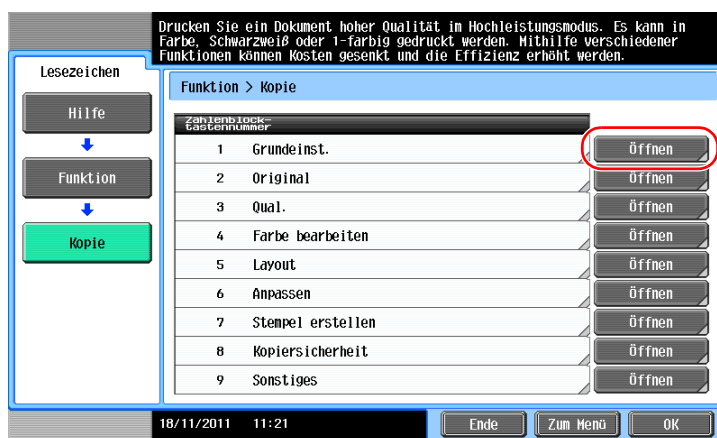 Drucken Sie ein Dokument hoher Qualität im Hochleistungsmodus. Es kann in
Farbe, Schwarzweiß oder 1-farbig gedruckt werden. Mithilfe verschiedener
Funktionen können Kosten gesenkt und die Effizienz erhöht werden.
Lesezeichen
Hilfe
Funktion
Kopie
Funktion > Kopie
Zahlenblock-
tastennummer
1 Grundeinst. Öffnen
2 Original Öffnen
3 Qual. Öffnen
4 Farbe bearbeiten Öffnen
5 Layout Öffnen
6 Anpassen Öffnen
7 Stempel erstellen Öffnen
8 Kopiersicherheit Öffnen
9 Sonstiges Öffnen
18/11/2011 11:21 Ende Zum Menü OK